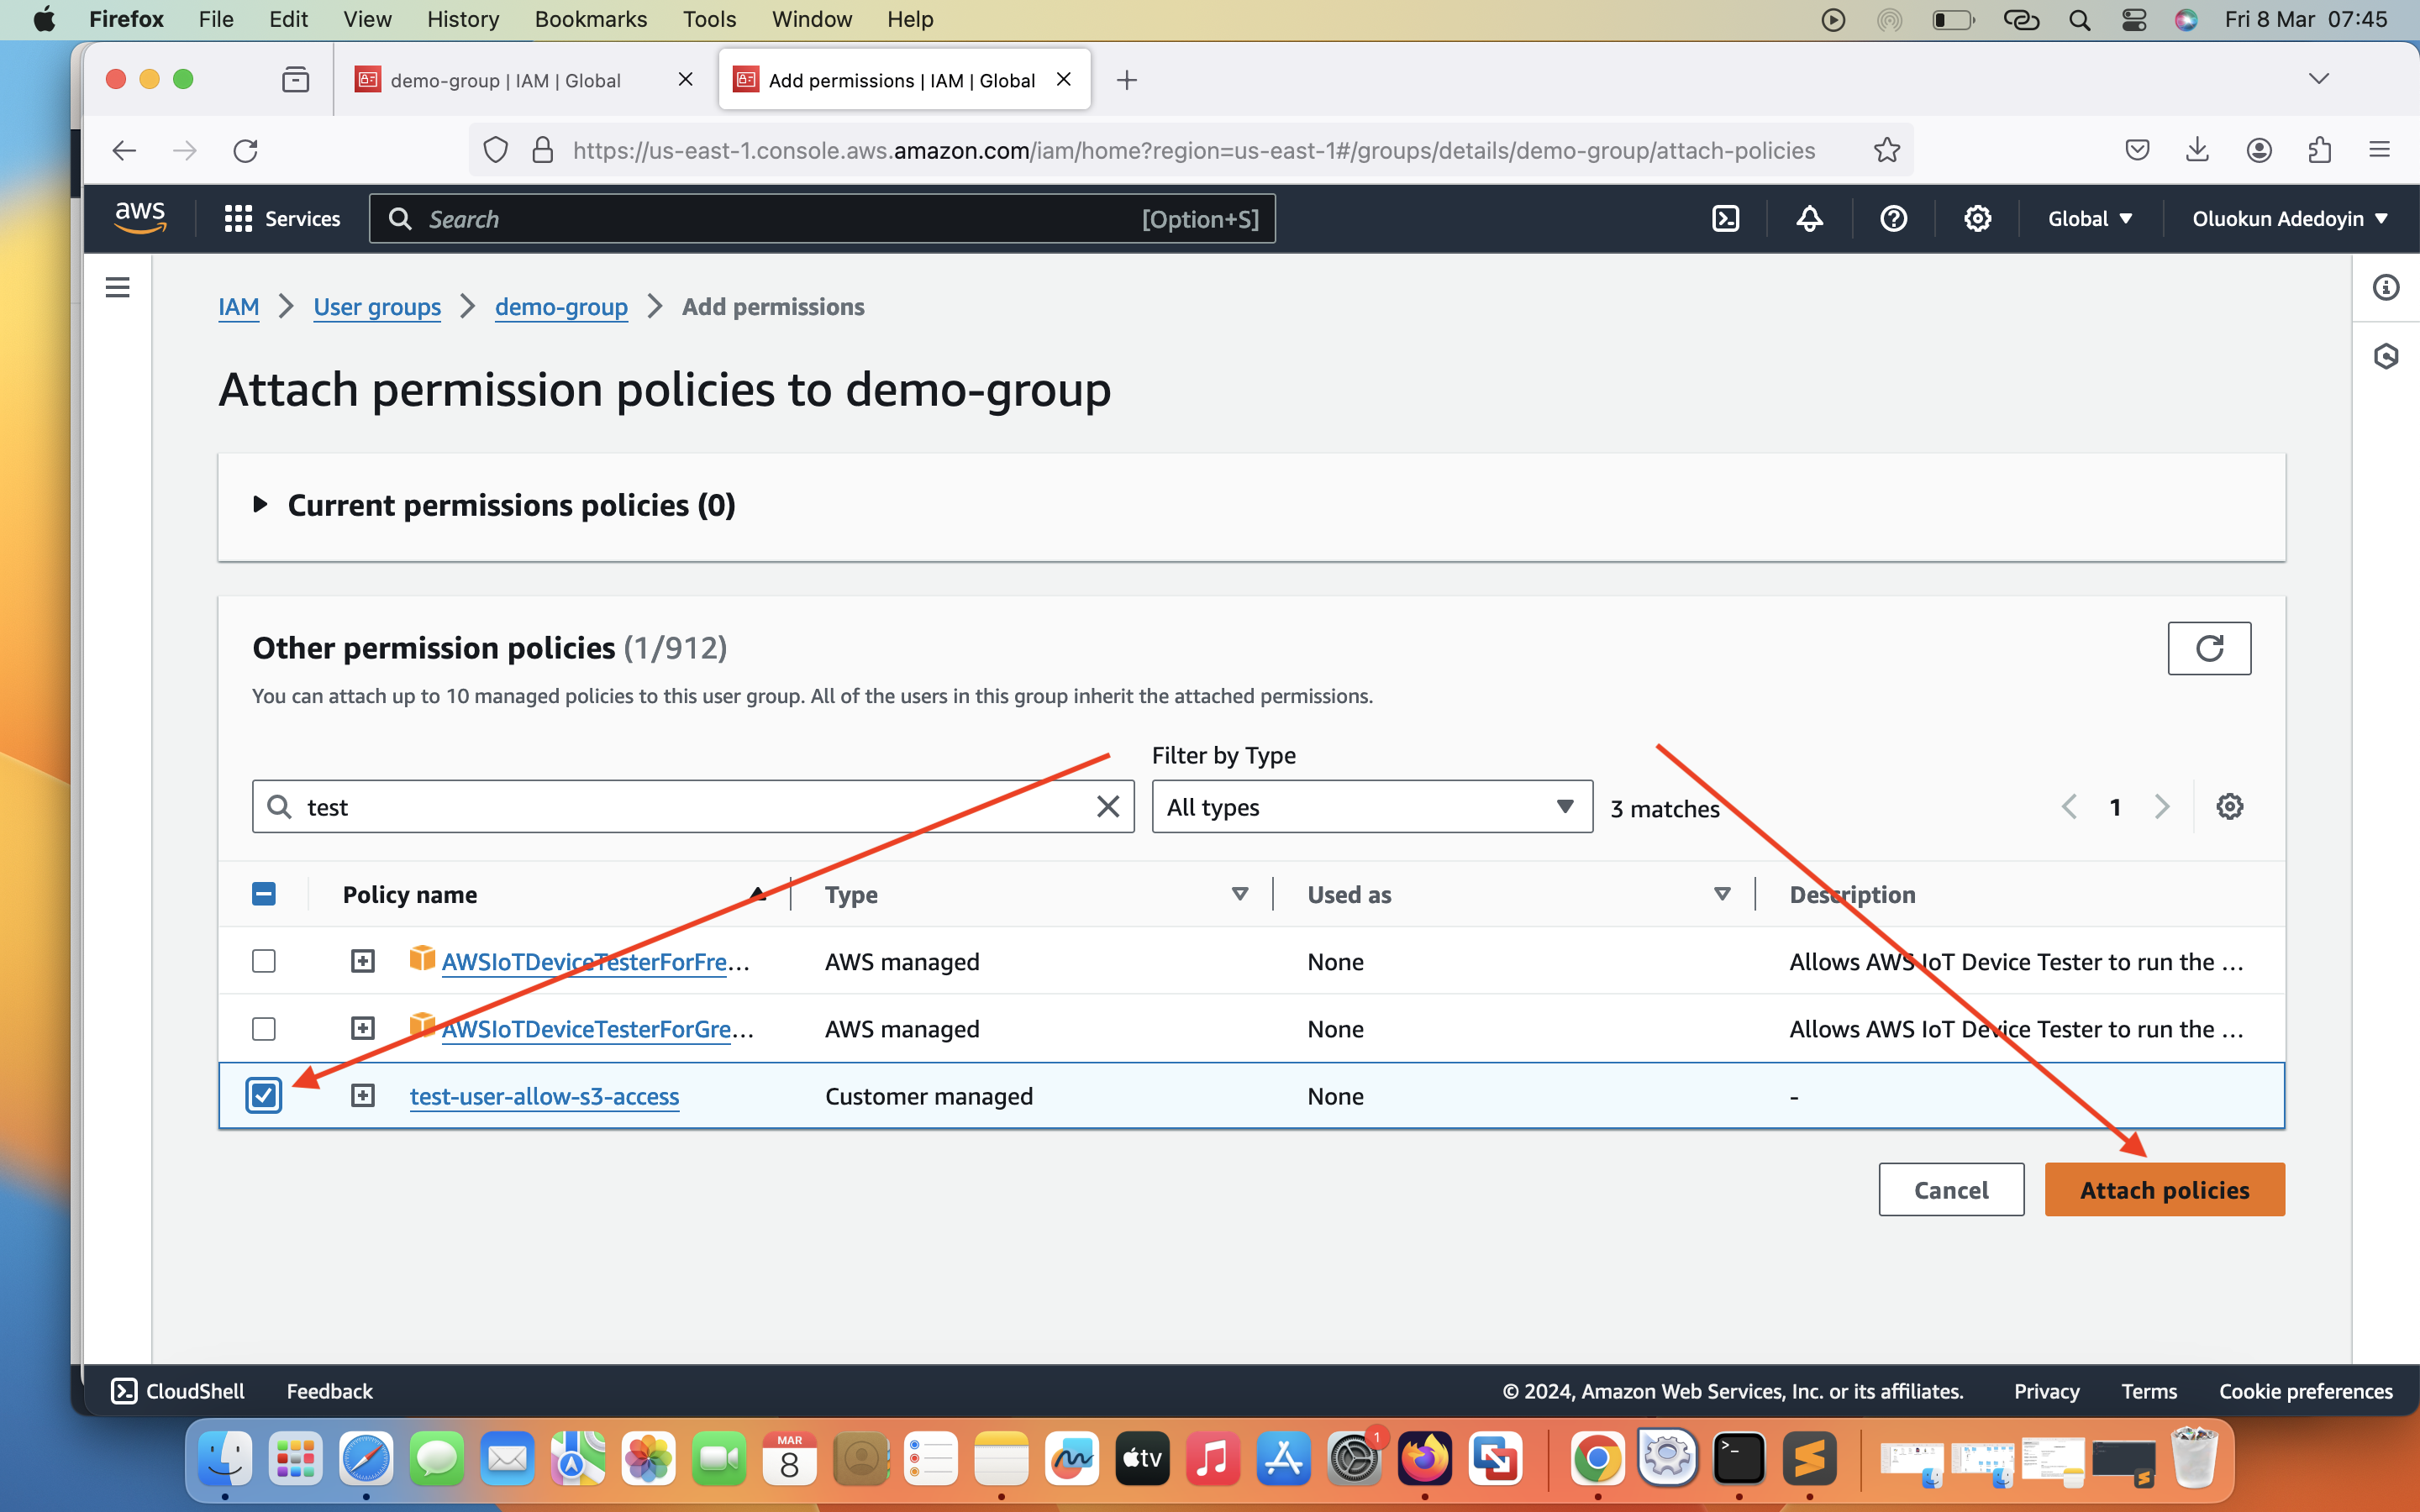 Firefox File Edit View History Bookmarks Tools Window Help Fri 8 Mar 07:45
demo-group | IAM | Global Add permissions | IAM | Global
https://us-east-1.console.aws.amazon.com/iam/home?region=us-east-1#/groups/details/demo-group/attach-policies
aws Services Search [Option+S] Global Oluokun Adedoyin
IAM User groups demo-group Add permissions
Attach permission policies to demo-group
Current permissions policies (0)
Other permission policies (1/912)
You can attach up to 10 managed policies to this user group. All of the users in this group inherit the attached permissions.
Filter by Type
test All types 3 matches 1
Policy name Type Used as Description
AWSIoTDeviceTesterForFre... AWS managed None Allows AWS IoT Device Tester to run the ...
AWSIoTDeviceTesterForGre... AWS managed None Allows AWS IoT Device Tester to run the ...
test-user-allow-s3-access Customer managed None -
Cancel Attach policies
CloudShell Feedback © 2024, Amazon Web Services, Inc. or its affiliates. Privacy Terms Cookie preferences
MAR 1
8 tv